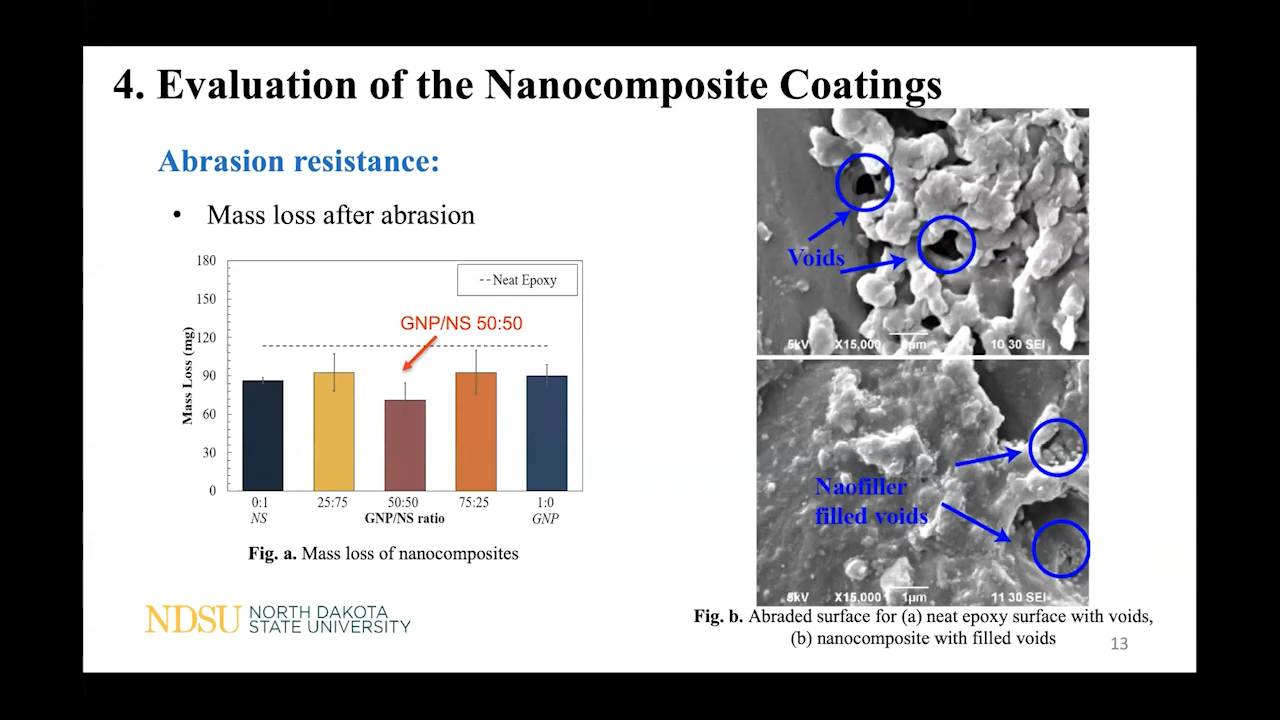 4. Evaluation of the Nanocomposite Coatings
Abrasion resistance:
• Mass loss after abrasion
180
150
120
90
60
30
0
Mass Loss (mg)
--Neat Epoxy
GNP/NS 50:50
0:1 25:75 50:50 75:25 1:0
NS GNP/NS ratio GNP
Fig. a. Mass loss of nanocomposites
NDSU NORTH DAKOTA
STATE UNIVERSITY
Voids
5kV X15,000 1µm 10 30 SEI
Naofiller
filled voids
5kV X15,000 1µm 11 30 SEI
Fig. b. Abraded surface for (a) neat epoxy surface with voids,
(b) nanocomposite with filled voids
13